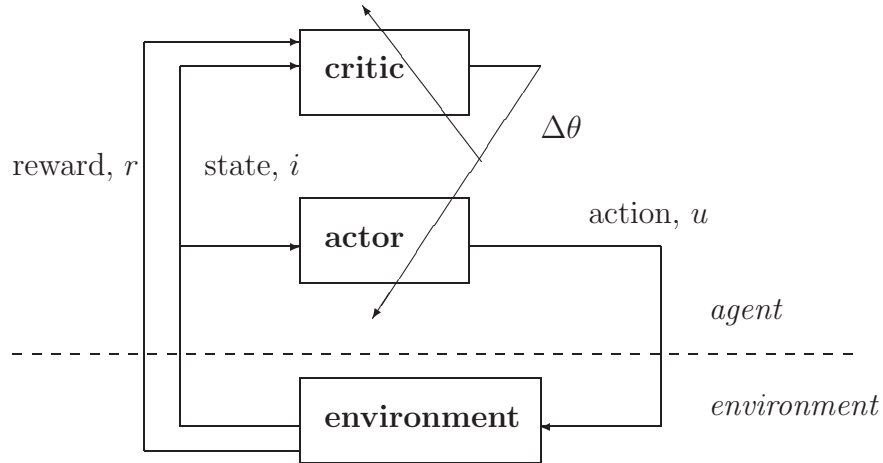 critic
Δθ
reward, r
state, i
actor
action, u
agent
environment
environment